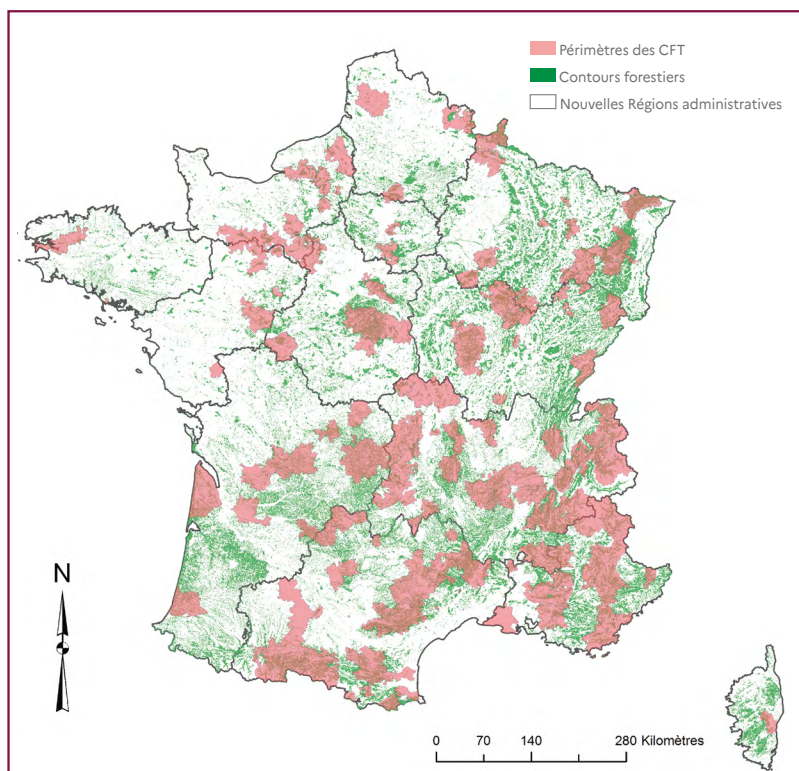 Périmètres des CFT
Contours forestiers
Nouvelles Régions administratives
N
0 70 140 280 Kilomètres